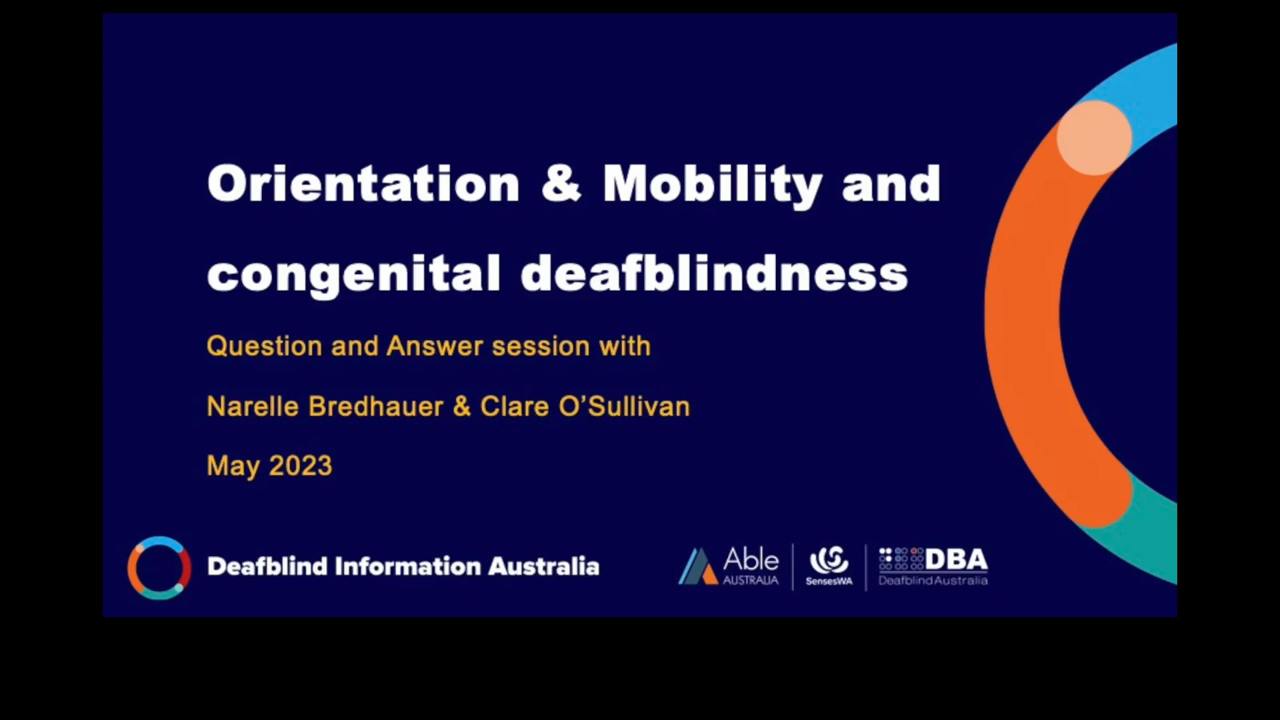 Orientation & Mobility and
congenital deafblindness
Question and Answer session with
Narelle Bredhauer & Clare O’Sullivan
May 2023
Deafblind Information Australia
Able
AUSTRALIA
SensesWA
DBA
Deafblind Australia